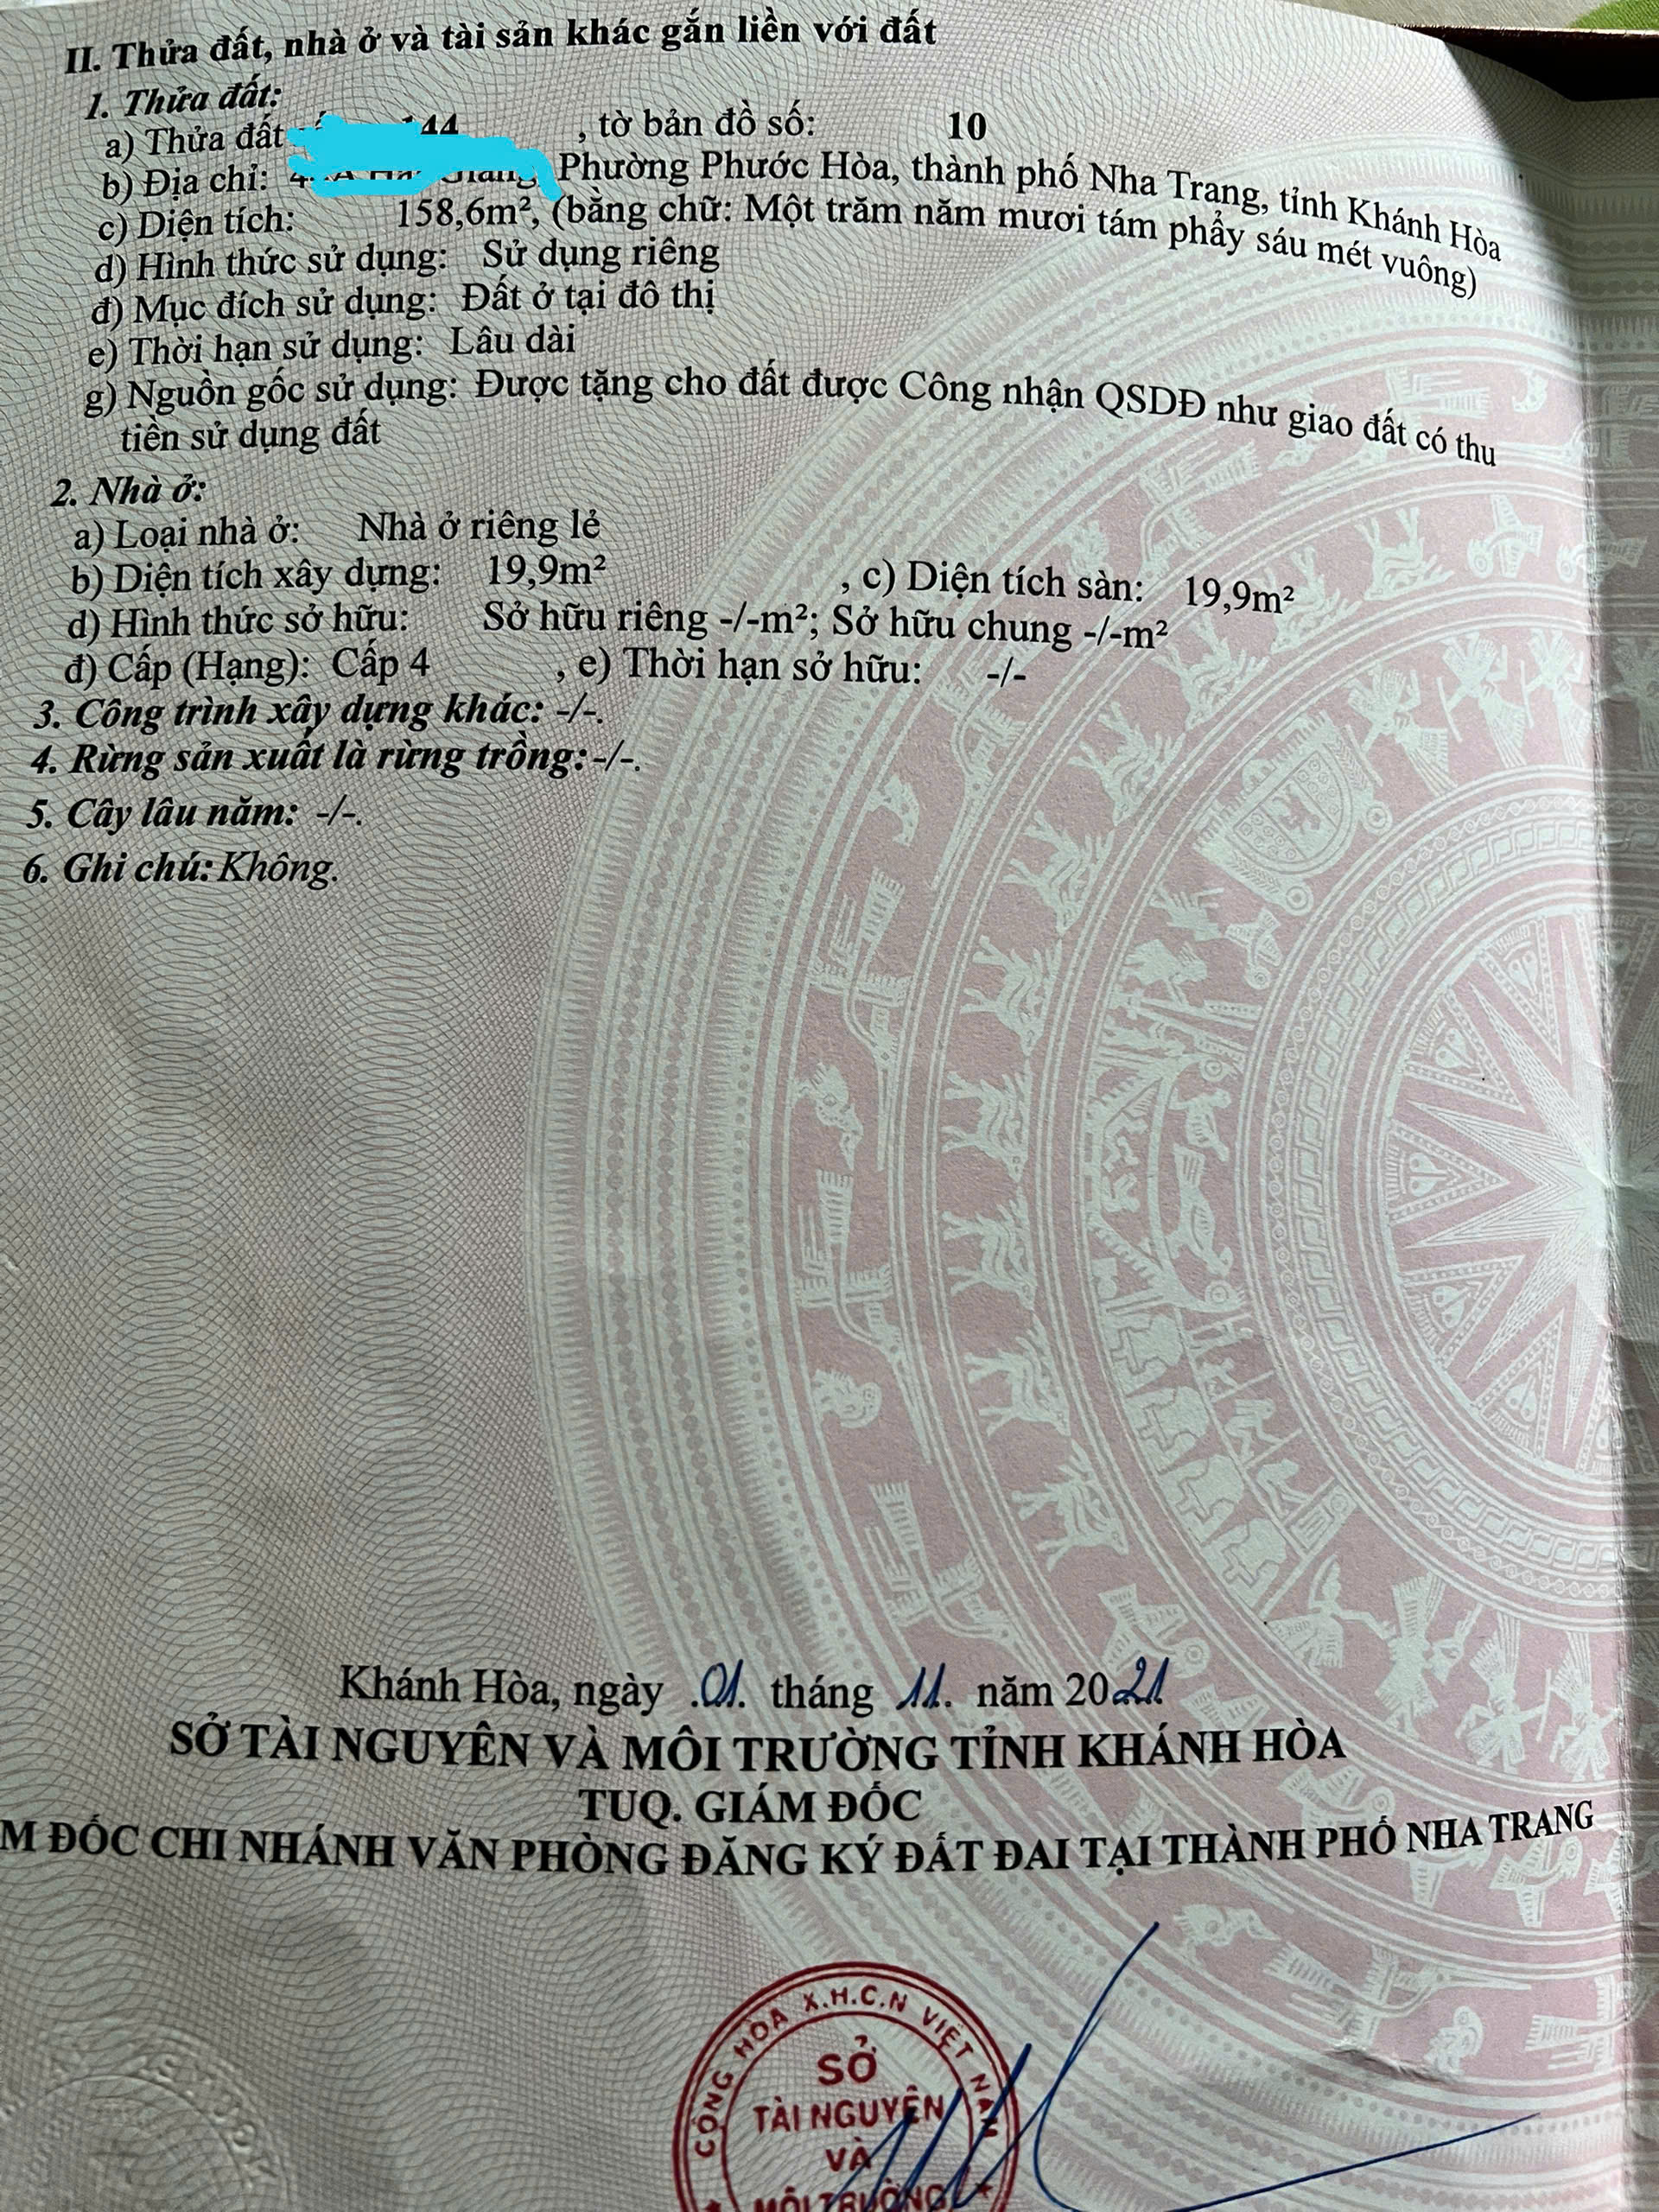 II. Thửa đất, nhà ở và tài sản khác gắn liền với đất
1. Thửa đất:
a) Thửa đất 144 , tờ bản đồ số: 10
b) Địa chỉ: Giang, Phường Phước Hòa, thành phố Nha Trang, tỉnh Khánh Hòa
c) Diện tích: 158,6m², (bằng chữ: Một trăm năm mươi tám phẩy sáu mét vuông)
d) Hình thức sử dụng: Sử dụng riêng
đ) Mục đích sử dụng: Đất ở tại đô thị
e) Thời hạn sử dụng: Lâu dài
g) Nguồn gốc sử dụng: Được tặng cho đất được Công nhận QSDĐ như giao đất có thu
tiền sử dụng đất
2. Nhà ở:
a) Loại nhà ở: Nhà ở riêng lẻ
b) Diện tích xây dựng: 19,9m² , c) Diện tích sàn: 19,9m²
d) Hình thức sở hữu: Sở hữu riêng -/-m²; Sở hữu chung -/-m²
đ) Cấp (Hạng): Cấp 4 , e) Thời hạn sở hữu: -/-
3. Công trình xây dựng khác: -/-.
4. Rừng sản xuất là rừng trồng: -/-.
5. Cây lâu năm: -/-.
6. Ghi chú: Không.
Khánh Hòa, ngày .01. tháng 11. năm 2021
SỞ TÀI NGUYÊN VÀ MÔI TRƯỜNG TỈNH KHÁNH HÒA
TUQ. GIÁM ĐỐC
M ĐỐC CHI NHÁNH VĂN PHÒNG ĐĂNG KÝ ĐẤT ĐAI TẠI THÀNH PHỐ NHA TRANG
CỘNG HÒA X.H.C.N VIỆT NAM
SỞ
TÀI NGUYÊN
VÀ
MÔI TRƯỜNG